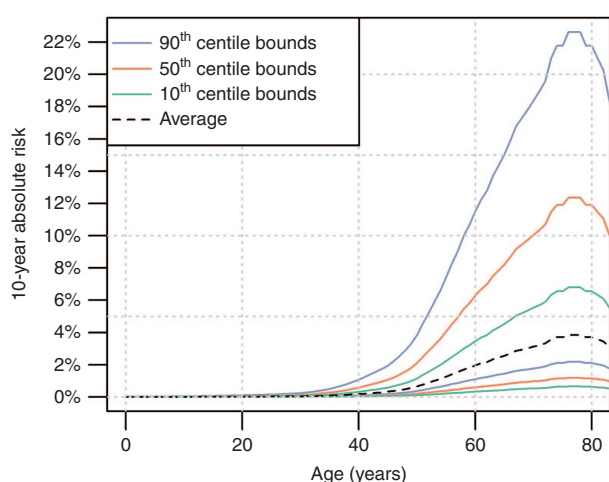 22%
20%
18%
16%
14%
12%
10%
8%
6%
4%
2%
0%
10-year absolute risk
90th centile bounds
50th centile bounds
10th centile bounds
Average
0
20
40
60
80
Age (years)